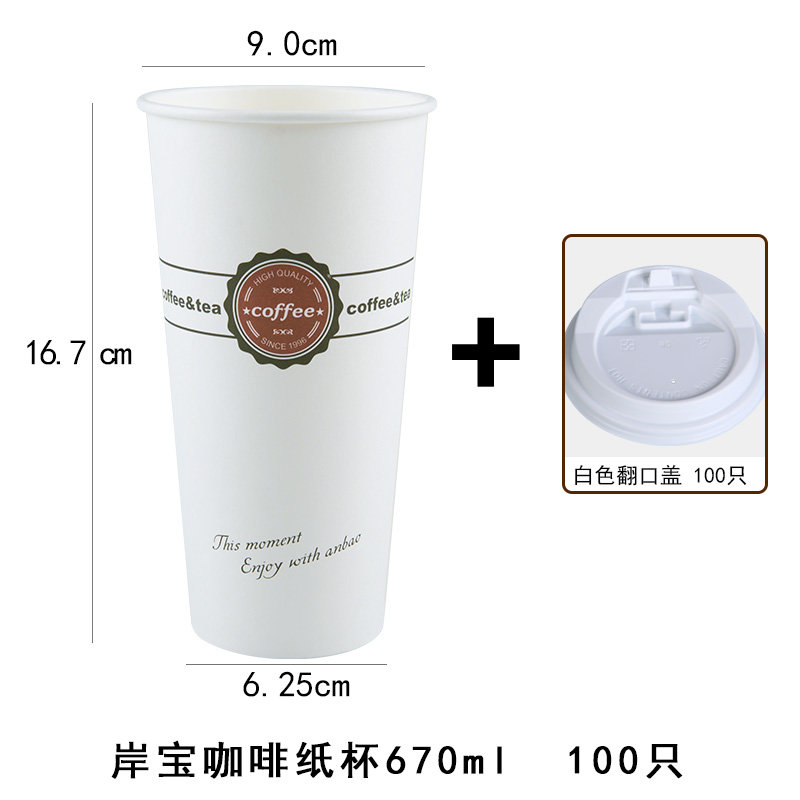 9.0cm
HIGH QUALITY
coffee&tea
★coffee★
coffee&tea
SINCE 1996
16.7 cm
白色翻口盖 100只
This moment
Enjoy with anbao
6.25cm
岸宝咖啡纸杯670ml 100只